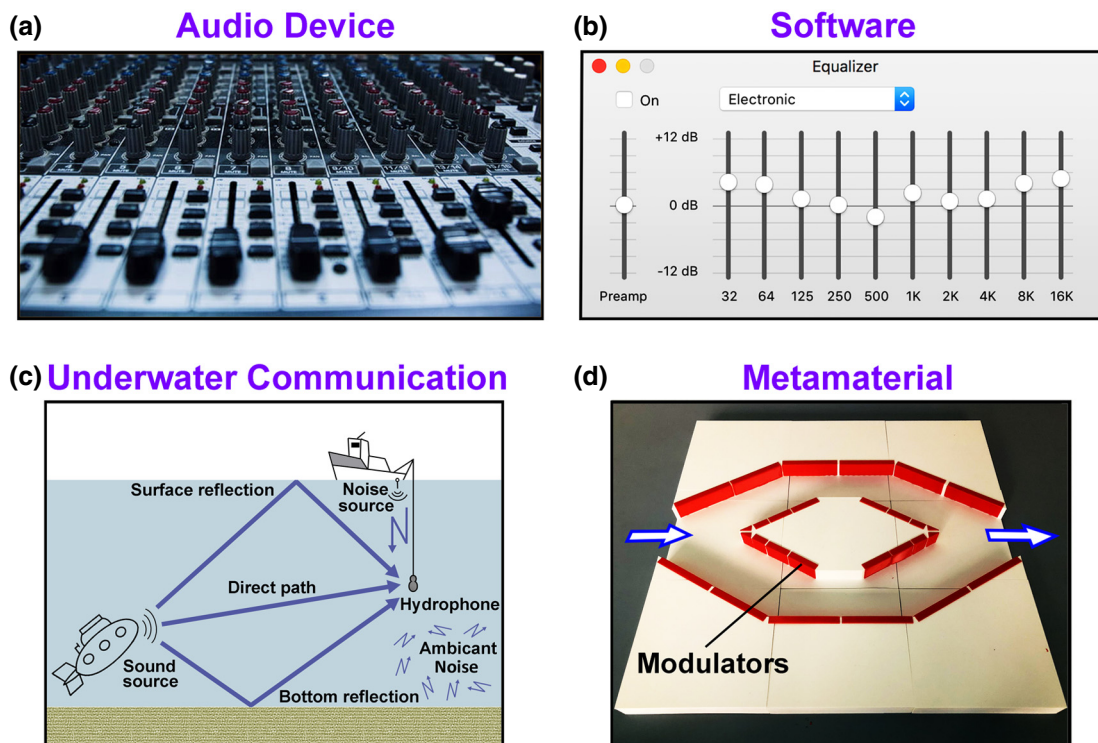 (a) Audio Device
(b) Software
Equalizer
On
Electronic
+12 dB
0 dB
-12 dB
Preamp 32 64 125 250 500 1K 2K 4K 8K 16K
MUTE
(c) Underwater Communication
Surface reflection
Noise
source
Direct path
Hydrophone
Ambicant
Noise
Sound
source
Bottom reflection
(d) Metamaterial
Modulators